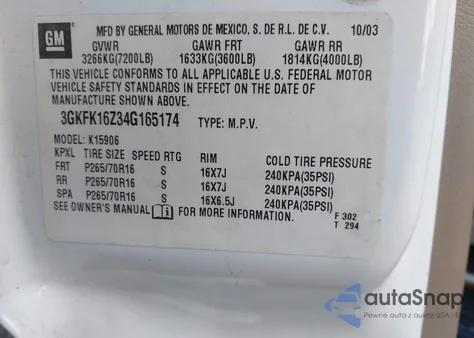 GM
MFD BY GENERAL MOTORS DE MEXICO, S. DE R.L. DE C.V. 10/03
GVWR GAWR FRT GAWR RR
3266KG(7200LB) 1633KG(3600LB) 1814KG(4000LB)
THIS VEHICLE CONFORMS TO ALL APPLICABLE U.S. FEDERAL MOTOR
VEHICLE SAFETY STANDARDS IN EFFECT ON THE DATE OF
MANUFACTURE SHOWN ABOVE.
3GKFK16Z34G165174 TYPE: M.P.V.
MODEL: K15906
KPXL TIRE SIZE SPEED RTG RIM COLD TIRE PRESSURE
FRT P265/70R16 S 16X7J 240KPA(35PSI)
RR P265/70R16 S 16X7J 240KPA(35PSI)
SPA P265/70R16 S 16X6.5J 240KPA(35PSI)
SEE OWNER'S MANUAL i FOR MORE INFORMATION.
F 302
T 294
autoSnap
Pewne auta z aukcji USA i E